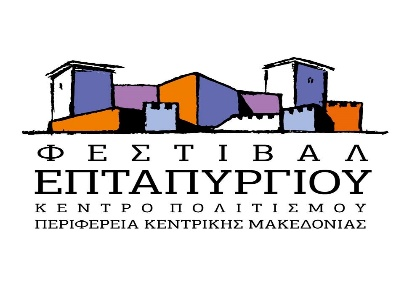 ΦΕΣΤΙΒΑΛ
ΕΠΤΑΠΥΡΓΙΟΥ
ΚΕΝΤΡΟ ΠΟΛΙΤΙΣΜΟΥ
ΠΕΡΙΦΕΡΕΙΑ ΚΕΝΤΡΙΚΗΣ ΜΑΚΕΔΟΝΙΑΣ